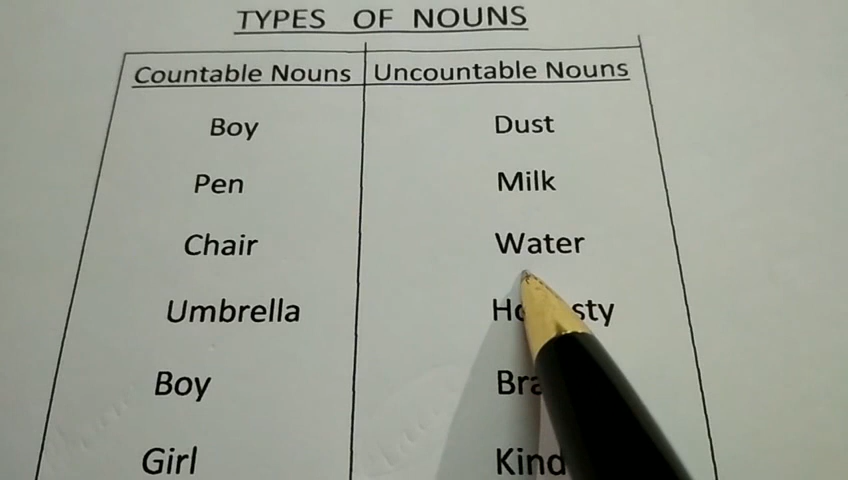 TYPES OF NOUNS
Countable Nouns Uncountable Nouns
Boy Dust
Pen Milk
Chair Water
Umbrella
Boy
Girl